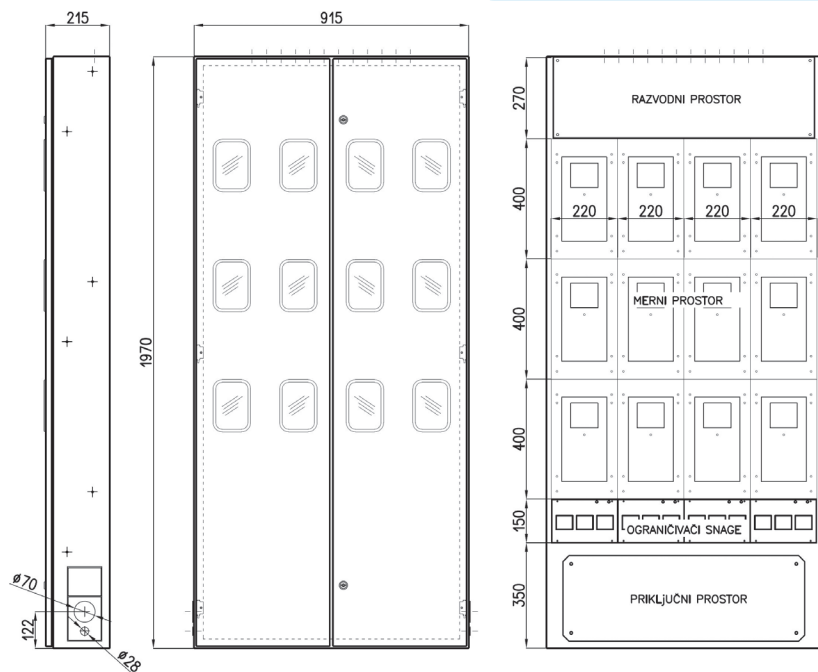 215
915
1970
ø70
122
ø28
270
400
400
400
150
350
RAZVODNI PROSTOR
220 220 220 220
MERNI PROSTOR
OGRANIČIVAČI SNAGE
PRIKLjUČNI PROSTOR